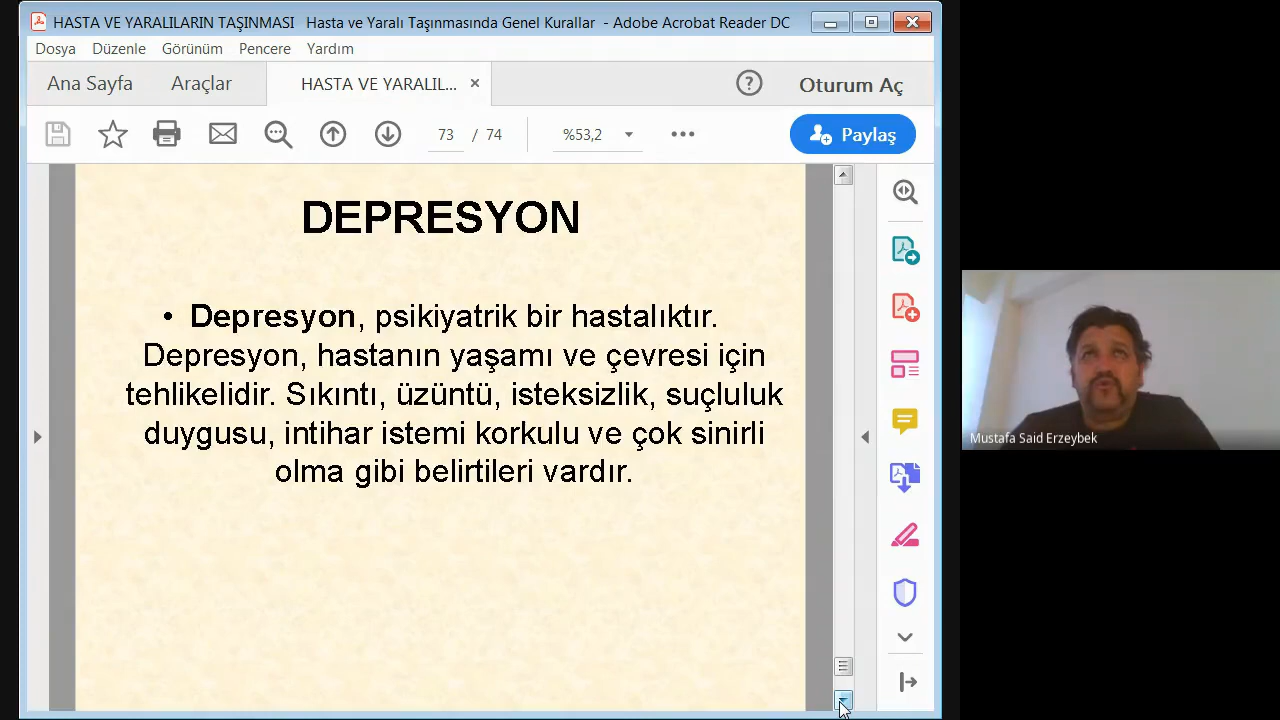 HASTA VE YARALILARIN TAŞINMASI Hasta ve Yaralı Taşınmasında Genel Kurallar - Adobe Acrobat Reader DC
Dosya Düzenle Görünüm Pencere Yardım
Ana Sayfa Araçlar HASTA VE YARALIL... × ? Oturum Aç
73 / 74 %53,2 ••• Paylaş
DEPRESYON
• Depresyon, psikiyatrik bir hastalıktır.
Depresyon, hastanın yaşamı ve çevresi için
tehlikelidir. Sıkıntı, üzüntü, isteksizlik, suçluluk
duygusu, intihar istemi korkulu ve çok sinirli
olma gibi belirtileri vardır.
Mustafa Said Erzeybek